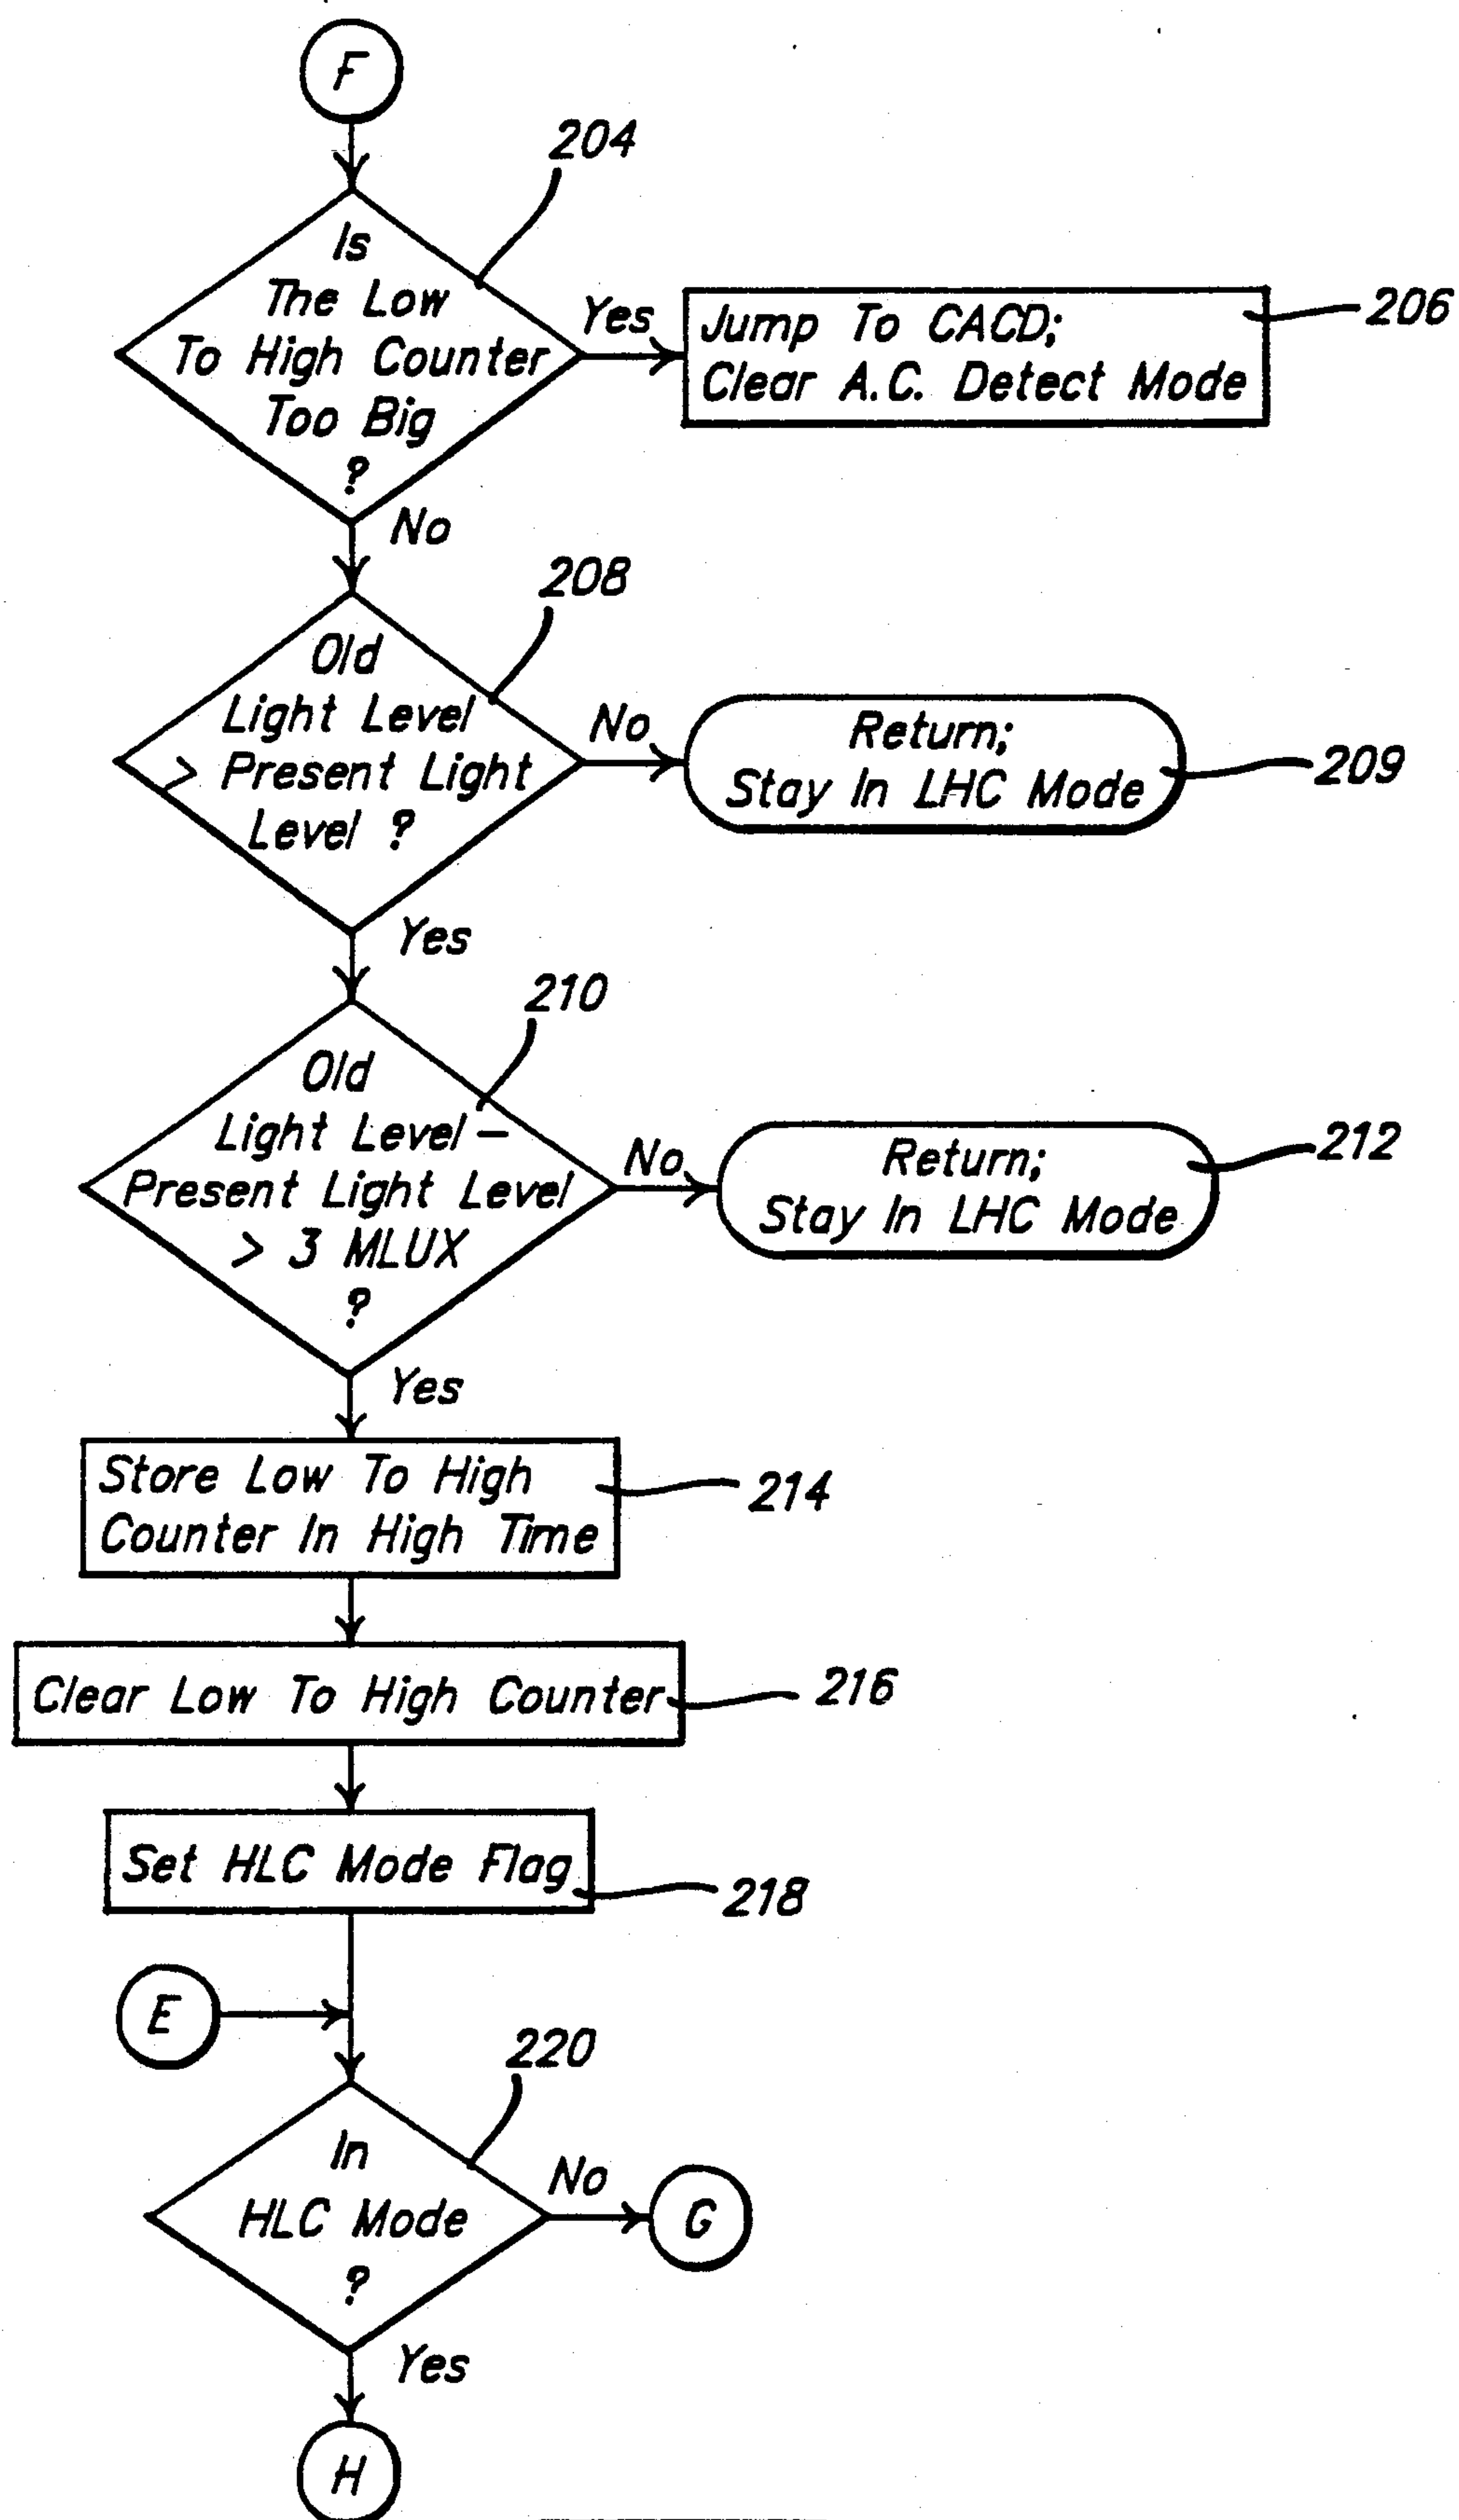 F
204
Is
The Low
To High Counter
Too Big
?
Yes
Jump To CACD;
Clear A.C. Detect Mode
206
No
208
Old
Light Level
> Present Light
Level ?
No
Return;
Stay In LHC Mode
209
Yes
210
Old
Light Level –
Present Light Level
> 3 MLUX
?
No
Return;
Stay In LHC Mode
212
Yes
Store Low To High
Counter In High Time
214
Clear Low To High Counter
216
Set HLC Mode Flag
218
E
220
In
HLC Mode
?
No
G
Yes
H